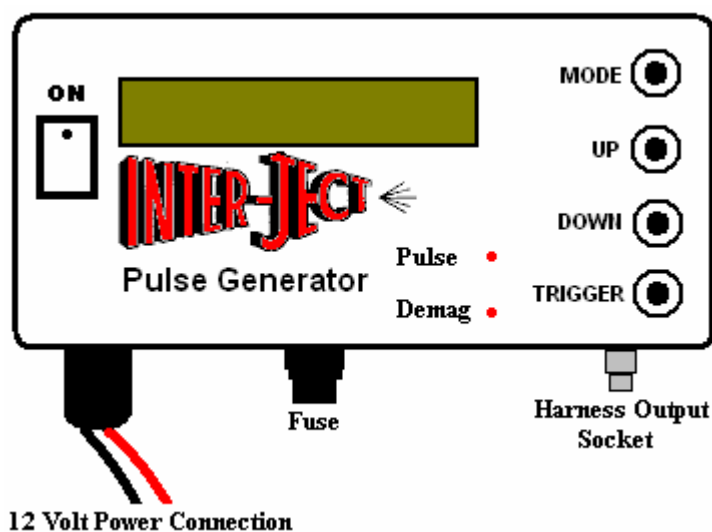 ON
MODE
UP
INTER-JECT
DOWN
Pulse
Pulse Generator
Demag
TRIGGER
Fuse
Harness Output
Socket
12 Volt Power Connection